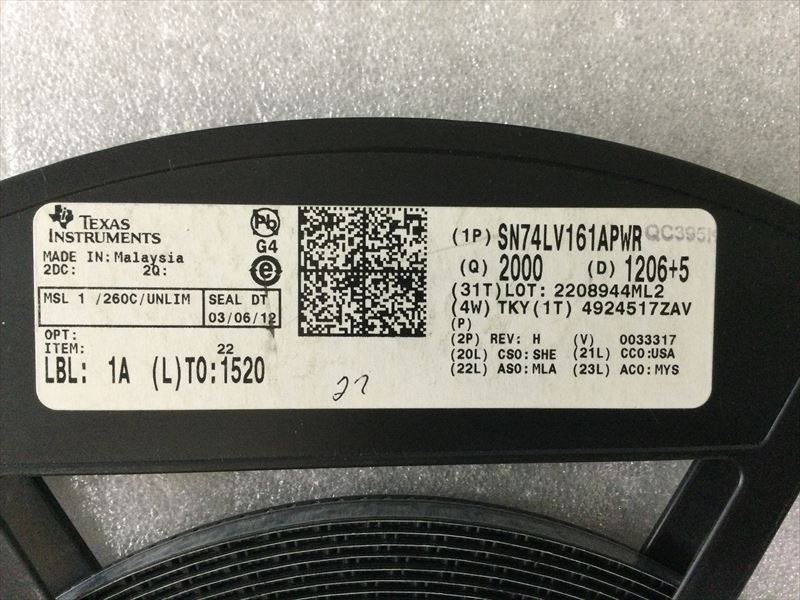 TEXAS
INSTRUMENTS
MADE IN: Malaysia
2DC: 2Q:
MSL 1 /260C/UNLIM SEAL DT
03/06/12
OPT:
ITEM: 22
LBL: 1A (L)TO:1520
Pb
G4
e
27
(1P) SN74LV161APWR QC395
(Q) 2000 (D) 1206+5
(31T)LOT: 2208944ML2
(4W) TKY(1T) 4924517ZAV
(P)
(2P) REV: H (V) 0033317
(20L) CSO:SHE (21L) CCO:USA
(22L) ASO:MLA (23L) ACO:MYS